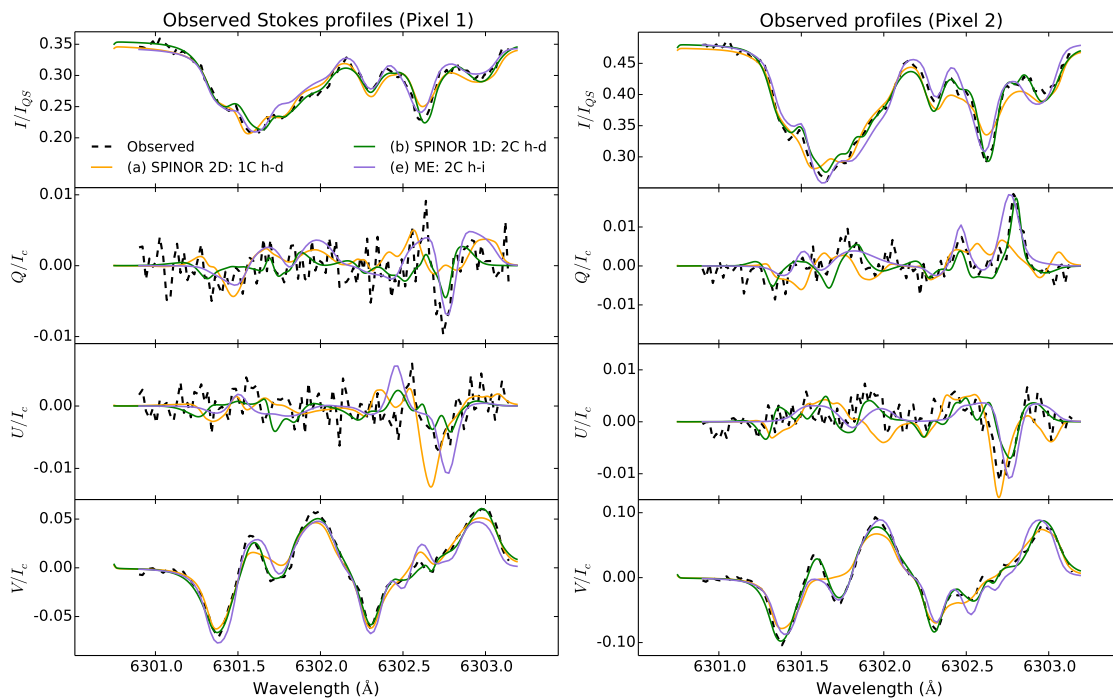 Observed Stokes profiles (Pixel 1)
0.35
0.30
0.25
0.20
I/I_QS
Observed
(a) SPINOR 2D: 1C h-d
(b) SPINOR 1D: 2C h-d
(e) ME: 2C h-i
0.01
0.00
-0.01
Q/I_c
0.00
-0.01
U/I_c
0.05
0.00
-0.05
V/I_c
6301.0 6301.5 6302.0 6302.5 6303.0
Wavelength (Å)
Observed profiles (Pixel 2)
0.45
0.40
0.35
0.30
I/I_QS
0.01
0.00
-0.01
Q/I_c
0.01
0.00
-0.01
U/I_c
0.10
0.00
-0.10
V/I_c
6301.0 6301.5 6302.0 6302.5 6303.0
Wavelength (Å)